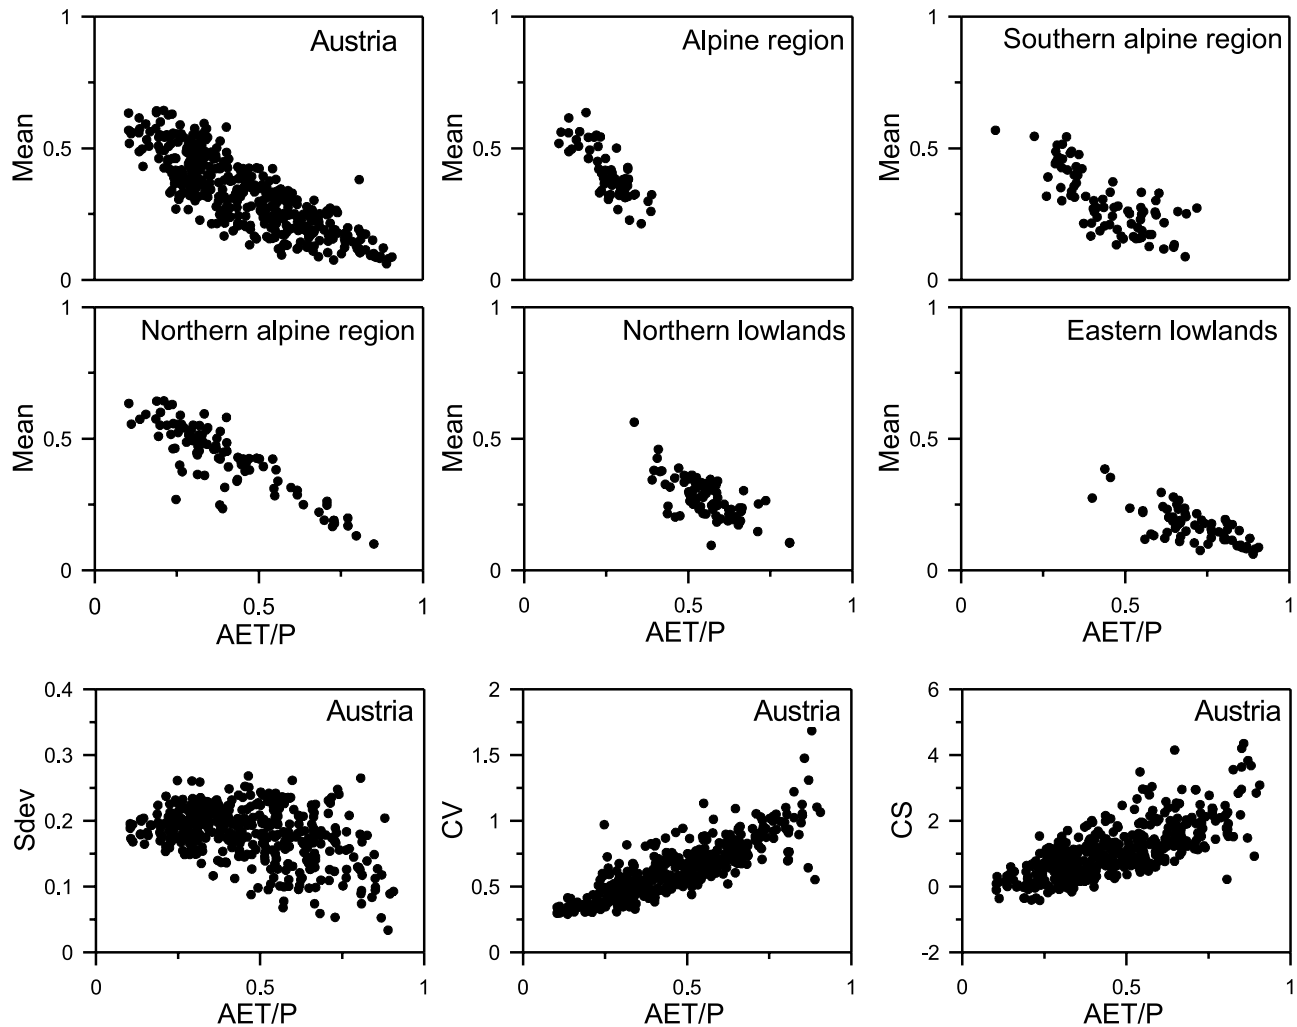 1
Austria
Mean
0.5
0
1
Alpine region
Mean
0.5
0
1
Southern alpine region
Mean
0.5
0
1
Northern alpine region
Mean
0.5
0
0
0.5
1
AET/P
1
Northern lowlands
Mean
0.5
0
0
0.5
1
AET/P
1
Eastern lowlands
Mean
0.5
0
0
0.5
1
AET/P
0.4
Austria
0.3
Sdev
0.2
0.1
0
0
0.5
1
AET/P
2
Austria
1.5
CV
1
0.5
0
0
0.5
1
AET/P
6
Austria
4
CS
2
0
-2
0
0.5
1
AET/P